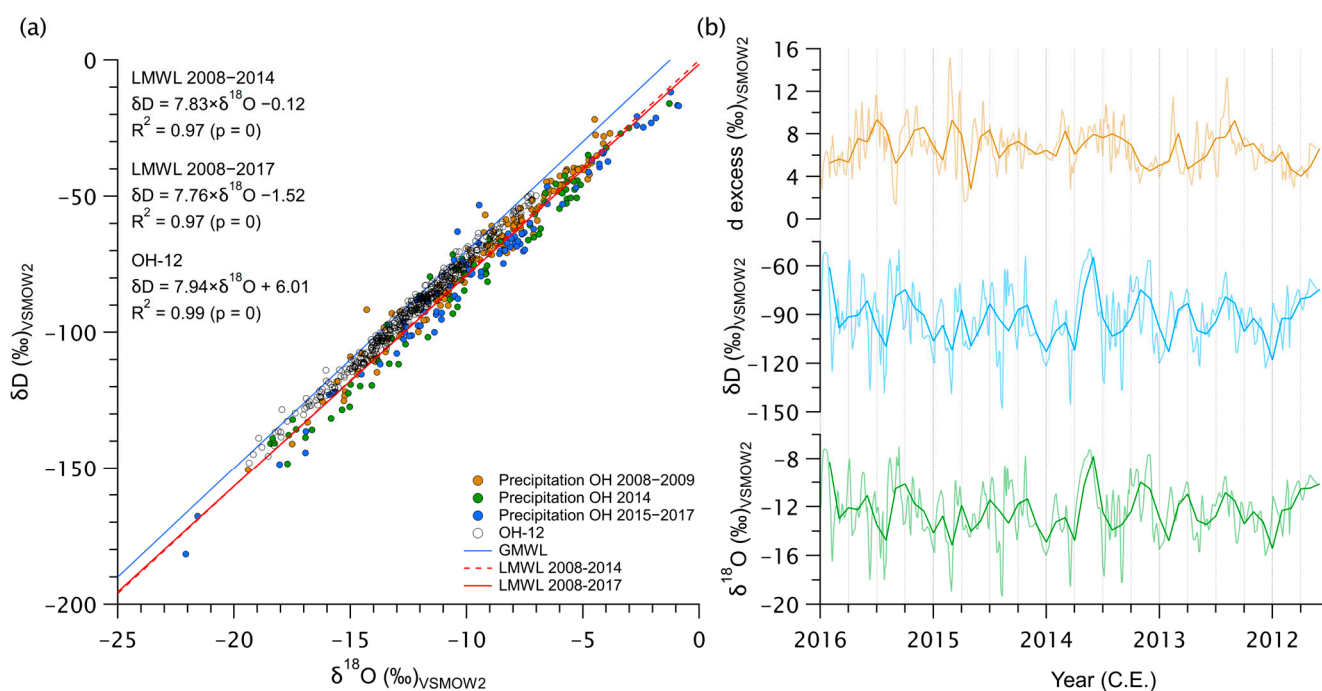 (a)
LMWL 2008−2014
δD = 7.83×δ18O −0.12
R2 = 0.97 (p = 0)
LMWL 2008−2017
δD = 7.76×δ18O −1.52
R2 = 0.97 (p = 0)
OH-12
δD = 7.94×δ18O + 6.01
R2 = 0.99 (p = 0)
0
−50
−100
−150
−200
δD (‰)VSMOW2
−25
−20
−15
−10
−5
0
δ18O (‰)VSMOW2
Precipitation OH 2008−2009
Precipitation OH 2014
Precipitation OH 2015−2017
OH−12
GMWL
LMWL 2008-2014
LMWL 2008-2017
(b)
16
12
8
4
0
d excess (‰)VSMOW2
−60
−90
−120
−150
δD (‰)VSMOW2
−8
−12
−16
−20
δ18O (‰)VSMOW2
2016
2015
2014
2013
2012
Year (C.E.)